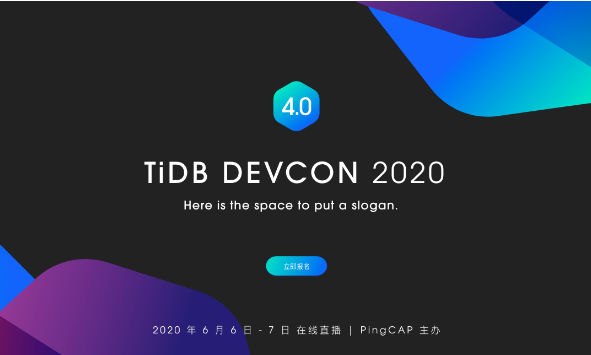 4.0
TiDB DEVCON 2020
Here is the space to put a slogan.
立即报名
2020 年 6 月 6 日 - 7 日 在线直播 | PingCAP 主办